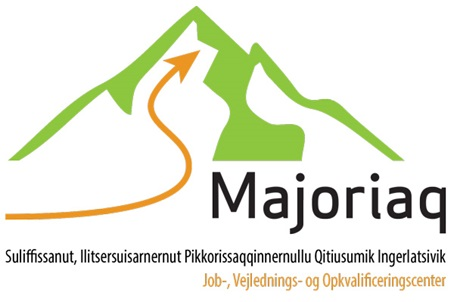 Majoriaq
Suliffissanut, Ilitsersuisarnernut Pikkorissaqqinnernullu Qitiusumik Ingerlatsivik
Job-, Vejlednings- og Opkvalificeringscenter